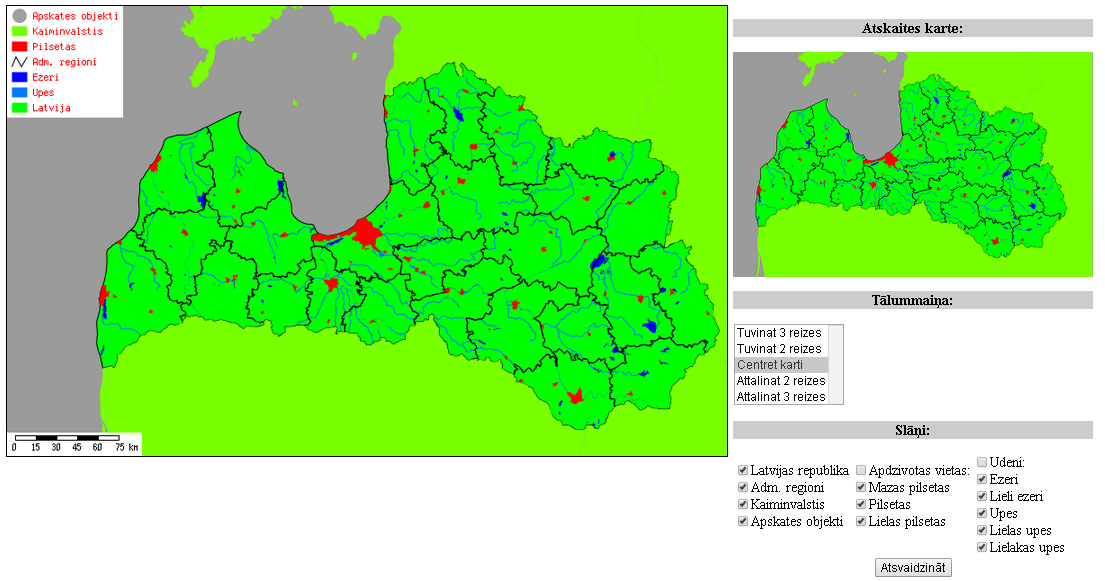 Apskates objekti
Kaiminvalstis
Pilsetas
Adm. regioni
Ezeri
Upes
Latvija
0 15 30 45 60 75 km
Atskaites karte:
Tālummaiņa:
Tuvinat 3 reizes
Tuvinat 2 reizes
Centret karti
Attalinat 2 reizes
Attalinat 3 reizes
Slāņi:
Latvijas republika
Adm. regioni
Kaiminvalstis
Apskates objekti
Apdzivotas vietas:
Mazas pilsetas
Pilsetas
Lielas pilsetas
Udeni:
Ezeri
Lieli ezeri
Upes
Lielas upes
Lielakas upes
Atsvaidzināt